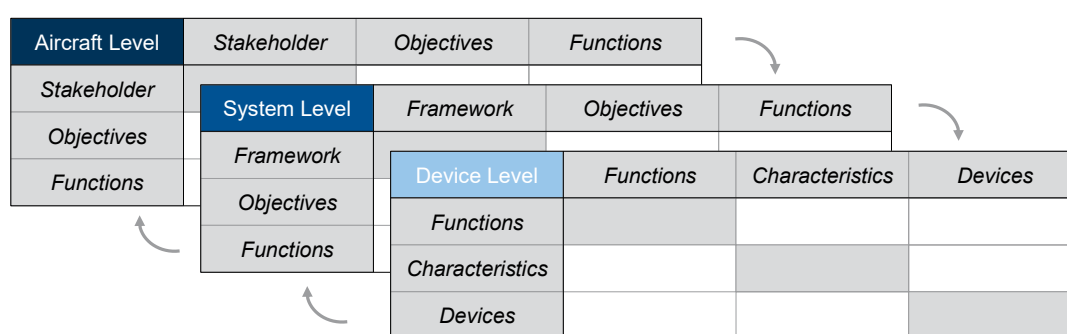 Aircraft Level Stakeholder Objectives Functions
Stakeholder
Objectives
Functions
System Level Framework Objectives Functions
Framework
Objectives
Functions
Device Level Functions Characteristics Devices
Functions
Characteristics
Devices